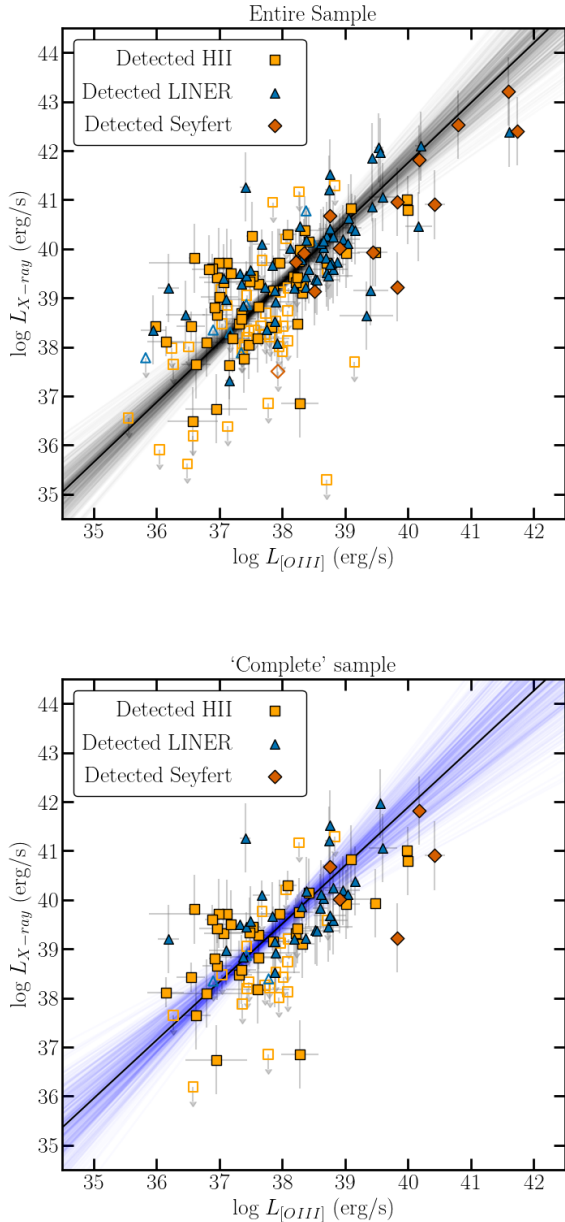 Entire Sample
Detected HII
Detected LINER
Detected Seyfert
44
43
42
41
40
39
38
37
36
35
log L_{X-ray} (erg/s)
35 36 37 38 39 40 41 42
log L_{[OIII]} (erg/s)
‘Complete’ sample
Detected HII
Detected LINER
Detected Seyfert
44
43
42
41
40
39
38
37
36
35
log L_{X-ray} (erg/s)
35 36 37 38 39 40 41 42
log L_{[OIII]} (erg/s)